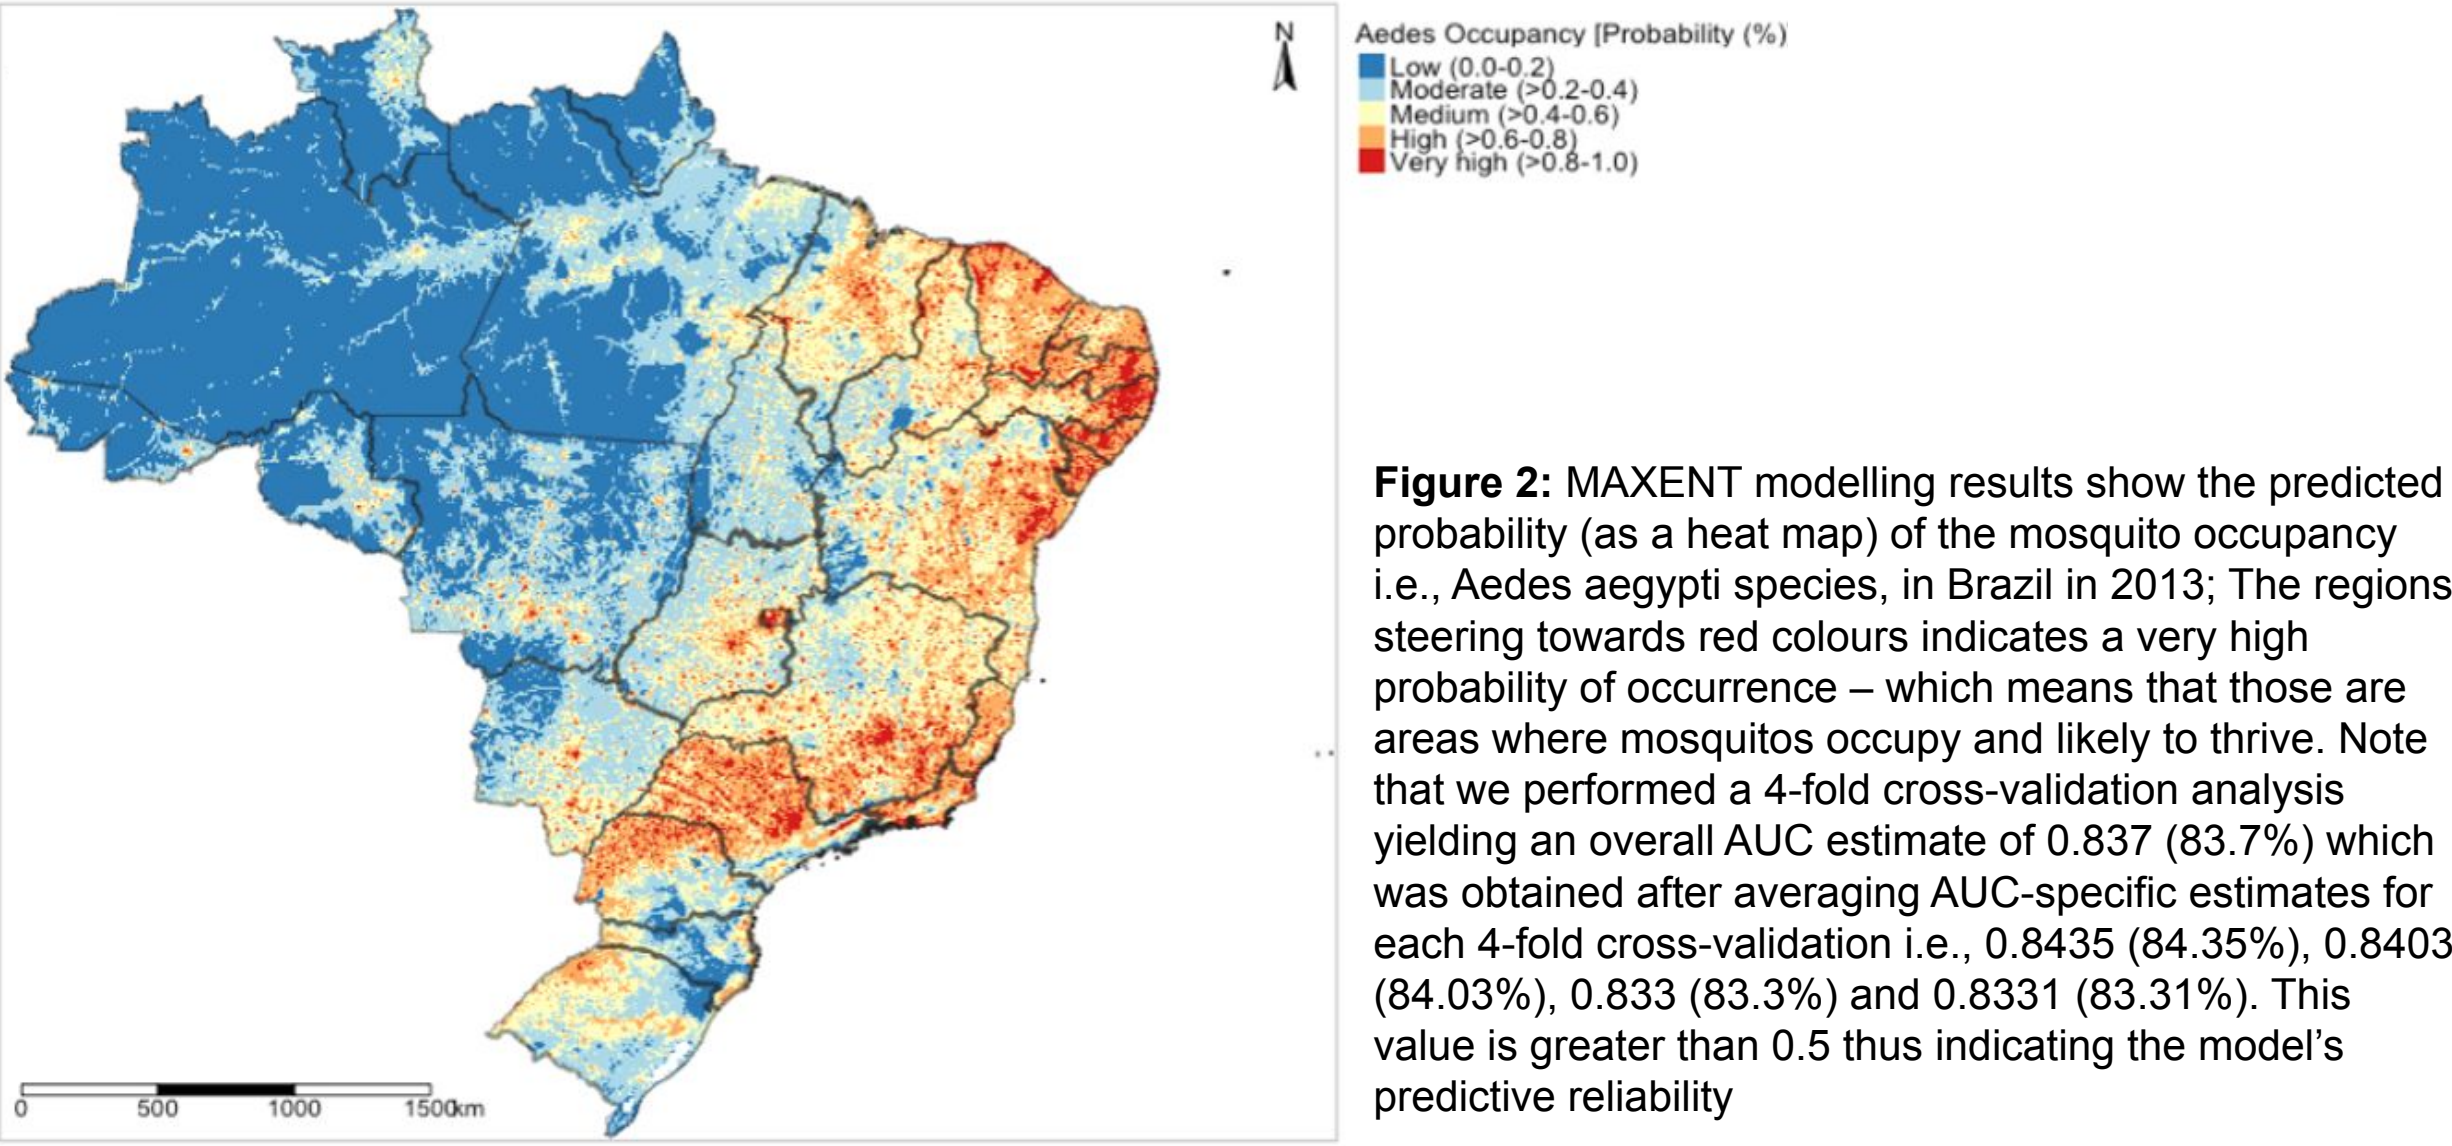 N
Aedes Occupancy [Probability (%)
Low (0.0-0.2)
Moderate (>0.2-0.4)
Medium (>0.4-0.6)
High (>0.6-0.8)
Very high (>0.8-1.0)
Figure 2: MAXENT modelling results show the predicted
probability (as a heat map) of the mosquito occupancy
i.e., Aedes aegypti species, in Brazil in 2013; The regions
steering towards red colours indicates a very high
probability of occurrence – which means that those are
areas where mosquitos occupy and likely to thrive. Note
that we performed a 4-fold cross-validation analysis
yielding an overall AUC estimate of 0.837 (83.7%) which
was obtained after averaging AUC-specific estimates for
each 4-fold cross-validation i.e., 0.8435 (84.35%), 0.8403
(84.03%), 0.833 (83.3%) and 0.8331 (83.31%). This
value is greater than 0.5 thus indicating the model’s
predictive reliability
0 500 1000 1500km